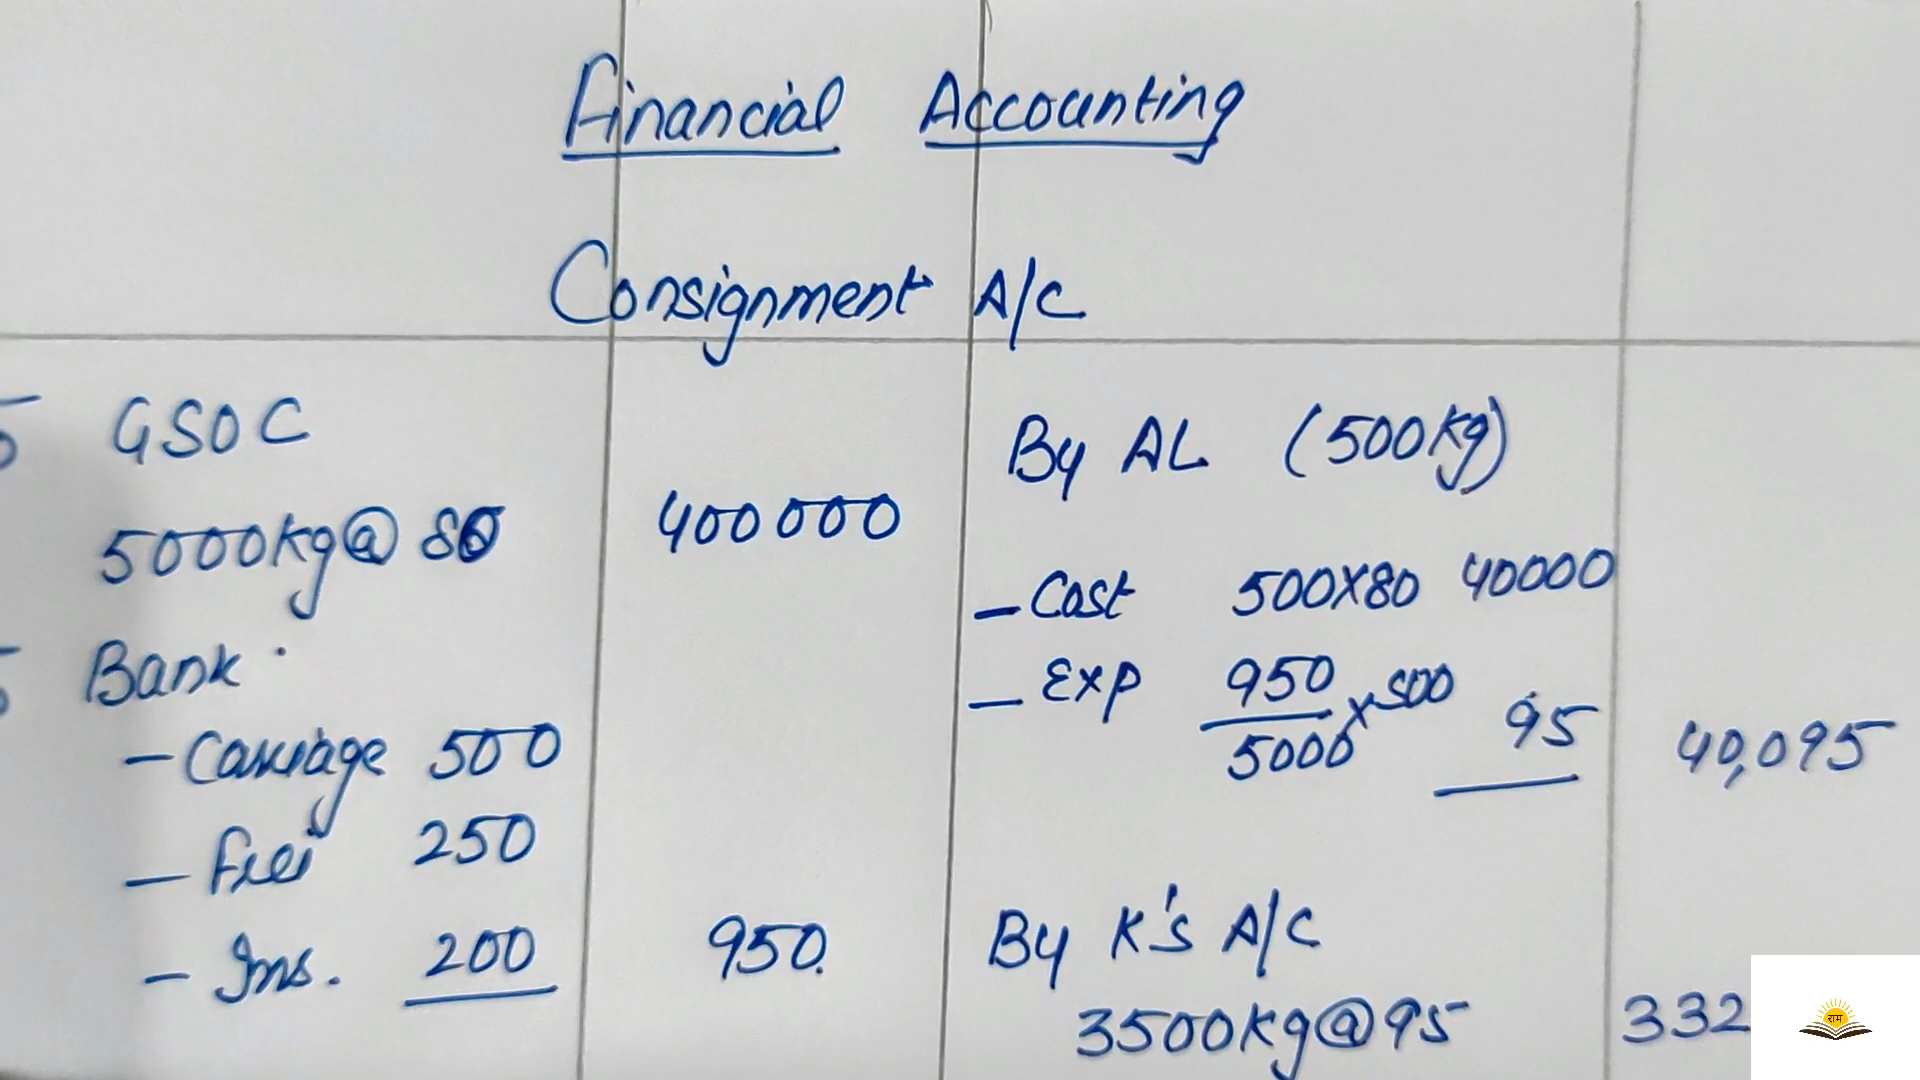 Financial Accounting
Consignment A/C
GSOC
5000kg@ 80
400000
Bank
- Carriage 500
- Fees 250
- Ins. 200
950.
By AL (500kg)
- Cost 500X80 40000
- Exp 950/5000 x500 95
40,095
By K's A/C
3500kg@95
332
राम